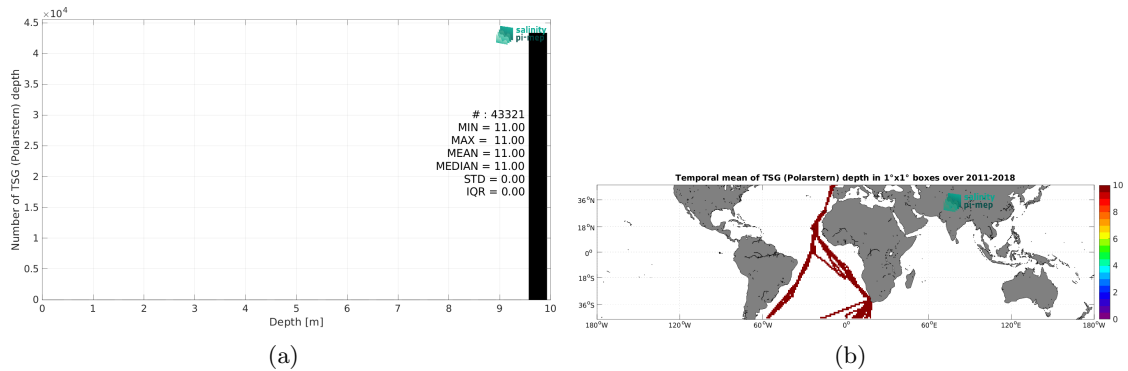 ×10⁴
4.5
4
3.5
3
2.5
2
1.5
1
0.5
0
Number of TSG (Polarstern) depth
salinity
pi-mep
# : 43321
MIN = 11.00
MAX = 11.00
MEAN = 11.00
MEDIAN = 11.00
STD = 0.00
IQR = 0.00
0 1 2 3 4 5 6 7 8 9 10
Depth [m]
(a)
Temporal mean of TSG (Polarstern) depth in 1°x1° boxes over 2011-2018
salinity
pi-mep
36°N
18°N
0°
18°S
36°S
180°W 120°W 60°W 0° 60°E 120°E 180°W
10
8
6
4
2
0
(b)